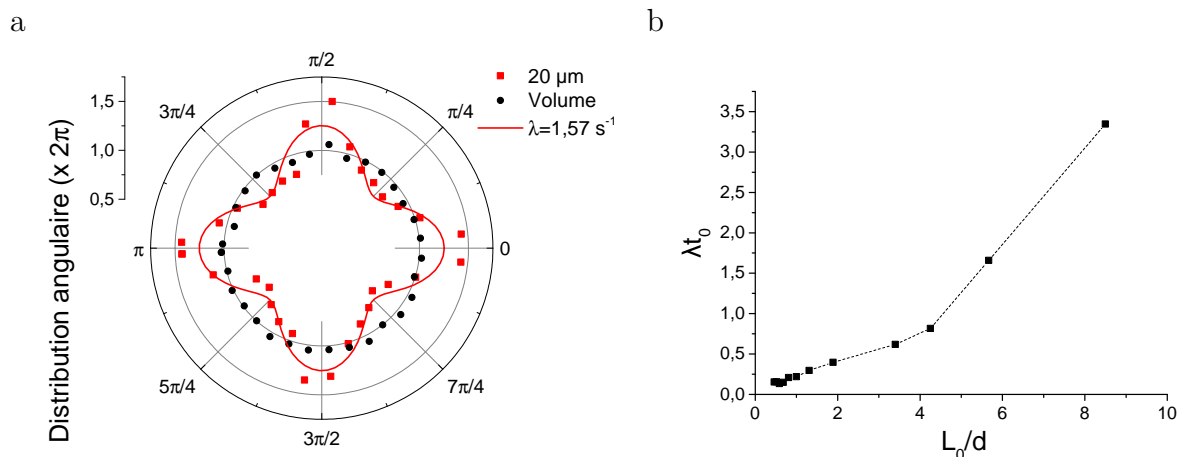 a
b
Distribution angulaire (x 2π)
1,5
1,0
0,5
π/2
3π/4
π/4
π
0
5π/4
7π/4
3π/2
20 µm
Volume
λ=1,57 s⁻¹
λt₀
3,5
3,0
2,5
2,0
1,5
1,0
0,5
0,0
0 2 4 6 8 10
L₀/d